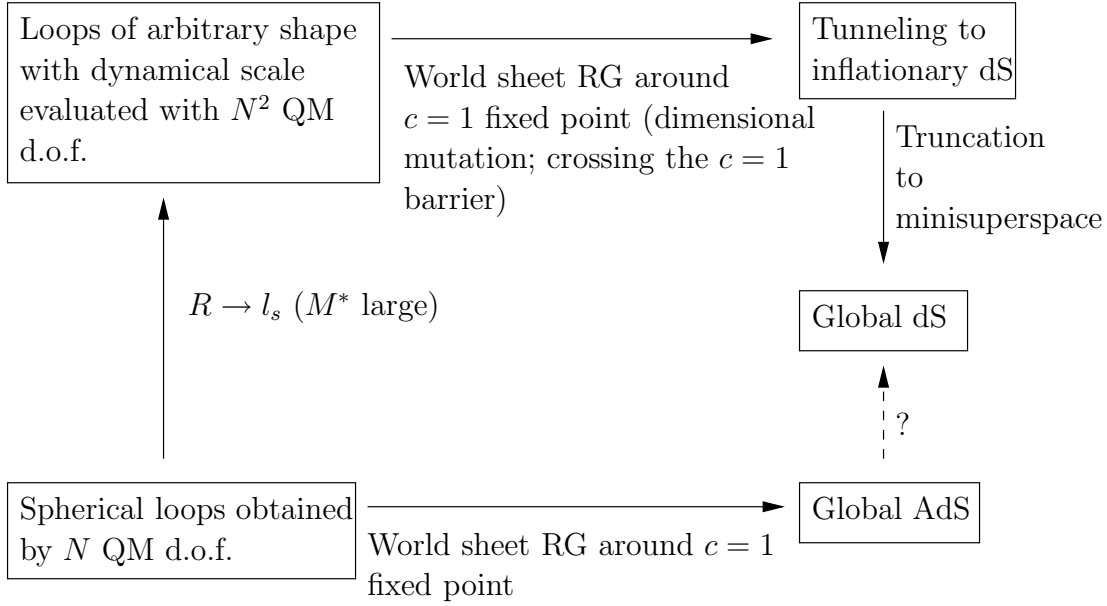 Loops of arbitrary shape
with dynamical scale
evaluated with N² QM
d.o.f.
World sheet RG around
c = 1 fixed point (dimensional
mutation; crossing the c = 1
barrier)
Tunneling to
inflationary dS
Truncation
to
minisuperspace
R → l_s (M* large)
Global dS
?
Spherical loops obtained
by N QM d.o.f.
World sheet RG around c = 1
fixed point
Global AdS